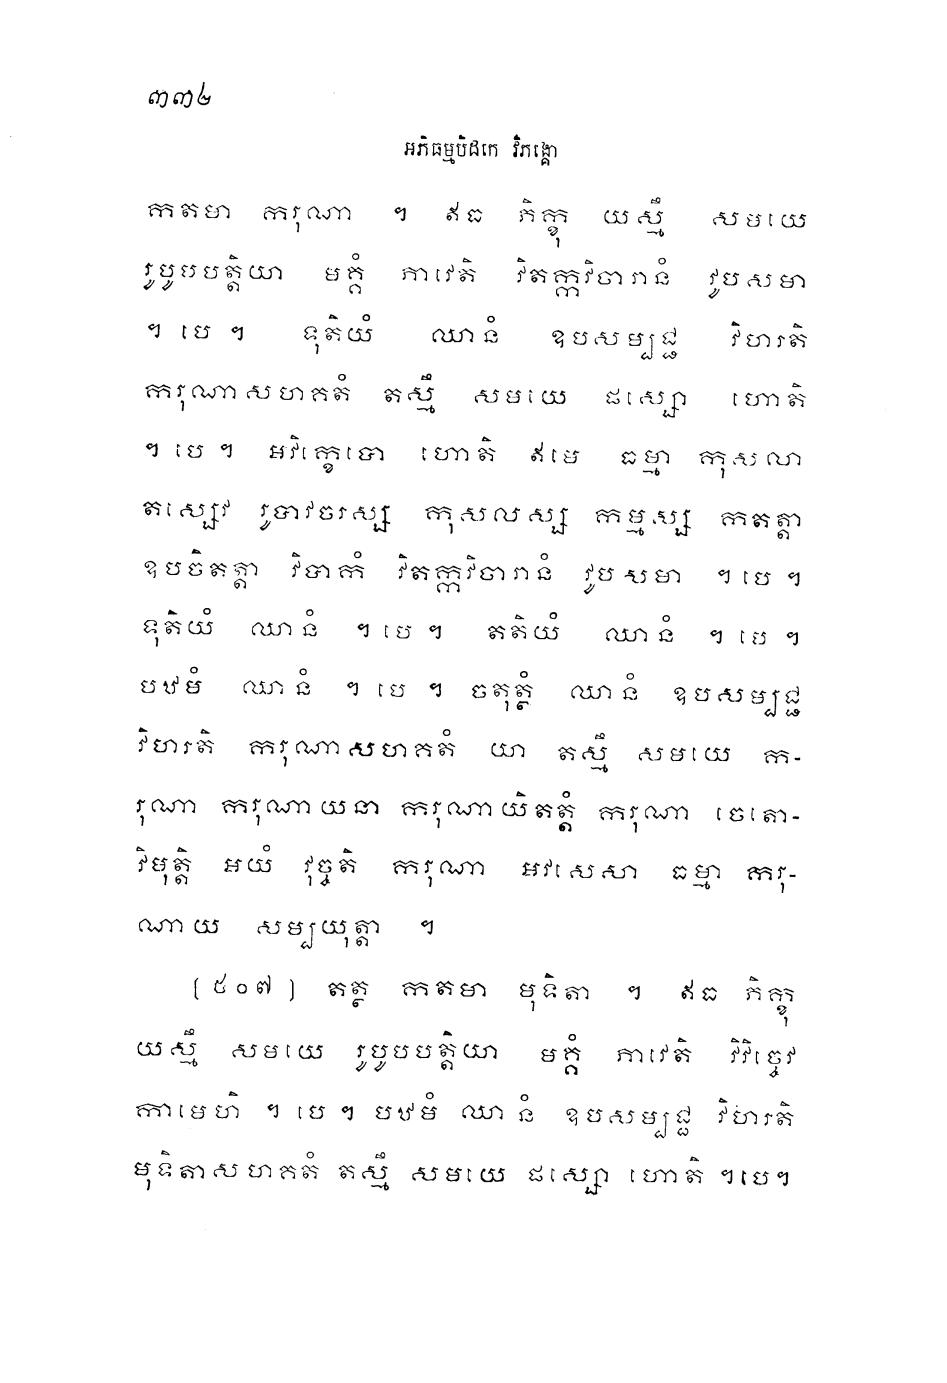 ៣៣៤
អភិធម្មបិដកេ វិភង្គោ
កតមា ករុណា ។ ឥធ ភិក្ខុ យស្មឹ សមយេ
រូបូបបត្តិយា មគ្គំ ភាវេតិ វិតក្កវិចារានំ វូបសមា
។ បេ ។ ទុតិយំ ឈានំ ឧបសម្បជ្ជ វិហរតិ
ករុណាសហគតំ តស្មឹ សមយេ ផស្សោ ហោតិ
។ បេ ។ អវិក្ខេបោ ហោតិ ឥមេ ធម្មា កុសលា
តស្សេវ រូបាវចរស្ស កុសលស្ស កម្មស្ស កតត្តា
ឧបចិតត្តា វិបាកំ វិតក្កវិចារានំ វូបសមា ។ បេ ។
ទុតិយំ ឈានំ ។ បេ ។ តតិយំ ឈានំ ។ បេ ។
បឋមំ ឈានំ ។ បេ ។ ចតុត្ថំ ឈានំ ឧបសម្បជ្ជ
វិហរតិ ករុណាសហគតំ យា តស្មឹ សមយេ ក-
រុណា ករុណាយនា ករុណាយិតត្តំ ករុណា ចេតោ-
វិមុត្តិ អយំ វុច្ចតិ ករុណា អវសេសា ធម្មា ករុ-
ណាយ សម្បយុត្តា ។
(៥០៧) តត្ថ កតមា មុទិតា ។ ឥធ ភិក្ខុ
យស្មឹ សមយេ រូបូបបត្តិយា មគ្គំ ភាវេតិ វិវិច្ចេវ
កាមេហិ ។ បេ ។ បឋមំ ឈានំ ឧបសម្បជ្ជ វិហរតិ
មុទិតាសហគតំ តស្មឹ សមយេ ផស្សោ ហោតិ ។បេ។